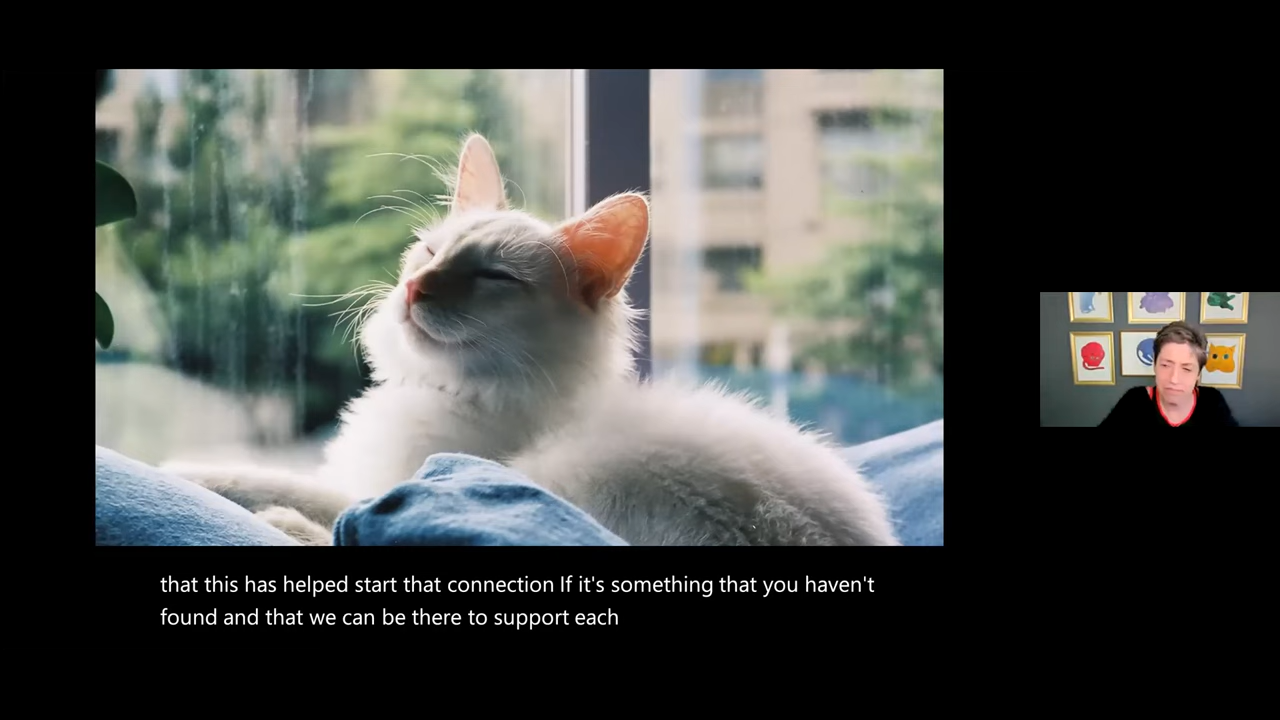 that this has helped start that connection If it's something that you haven't
found and that we can be there to support each